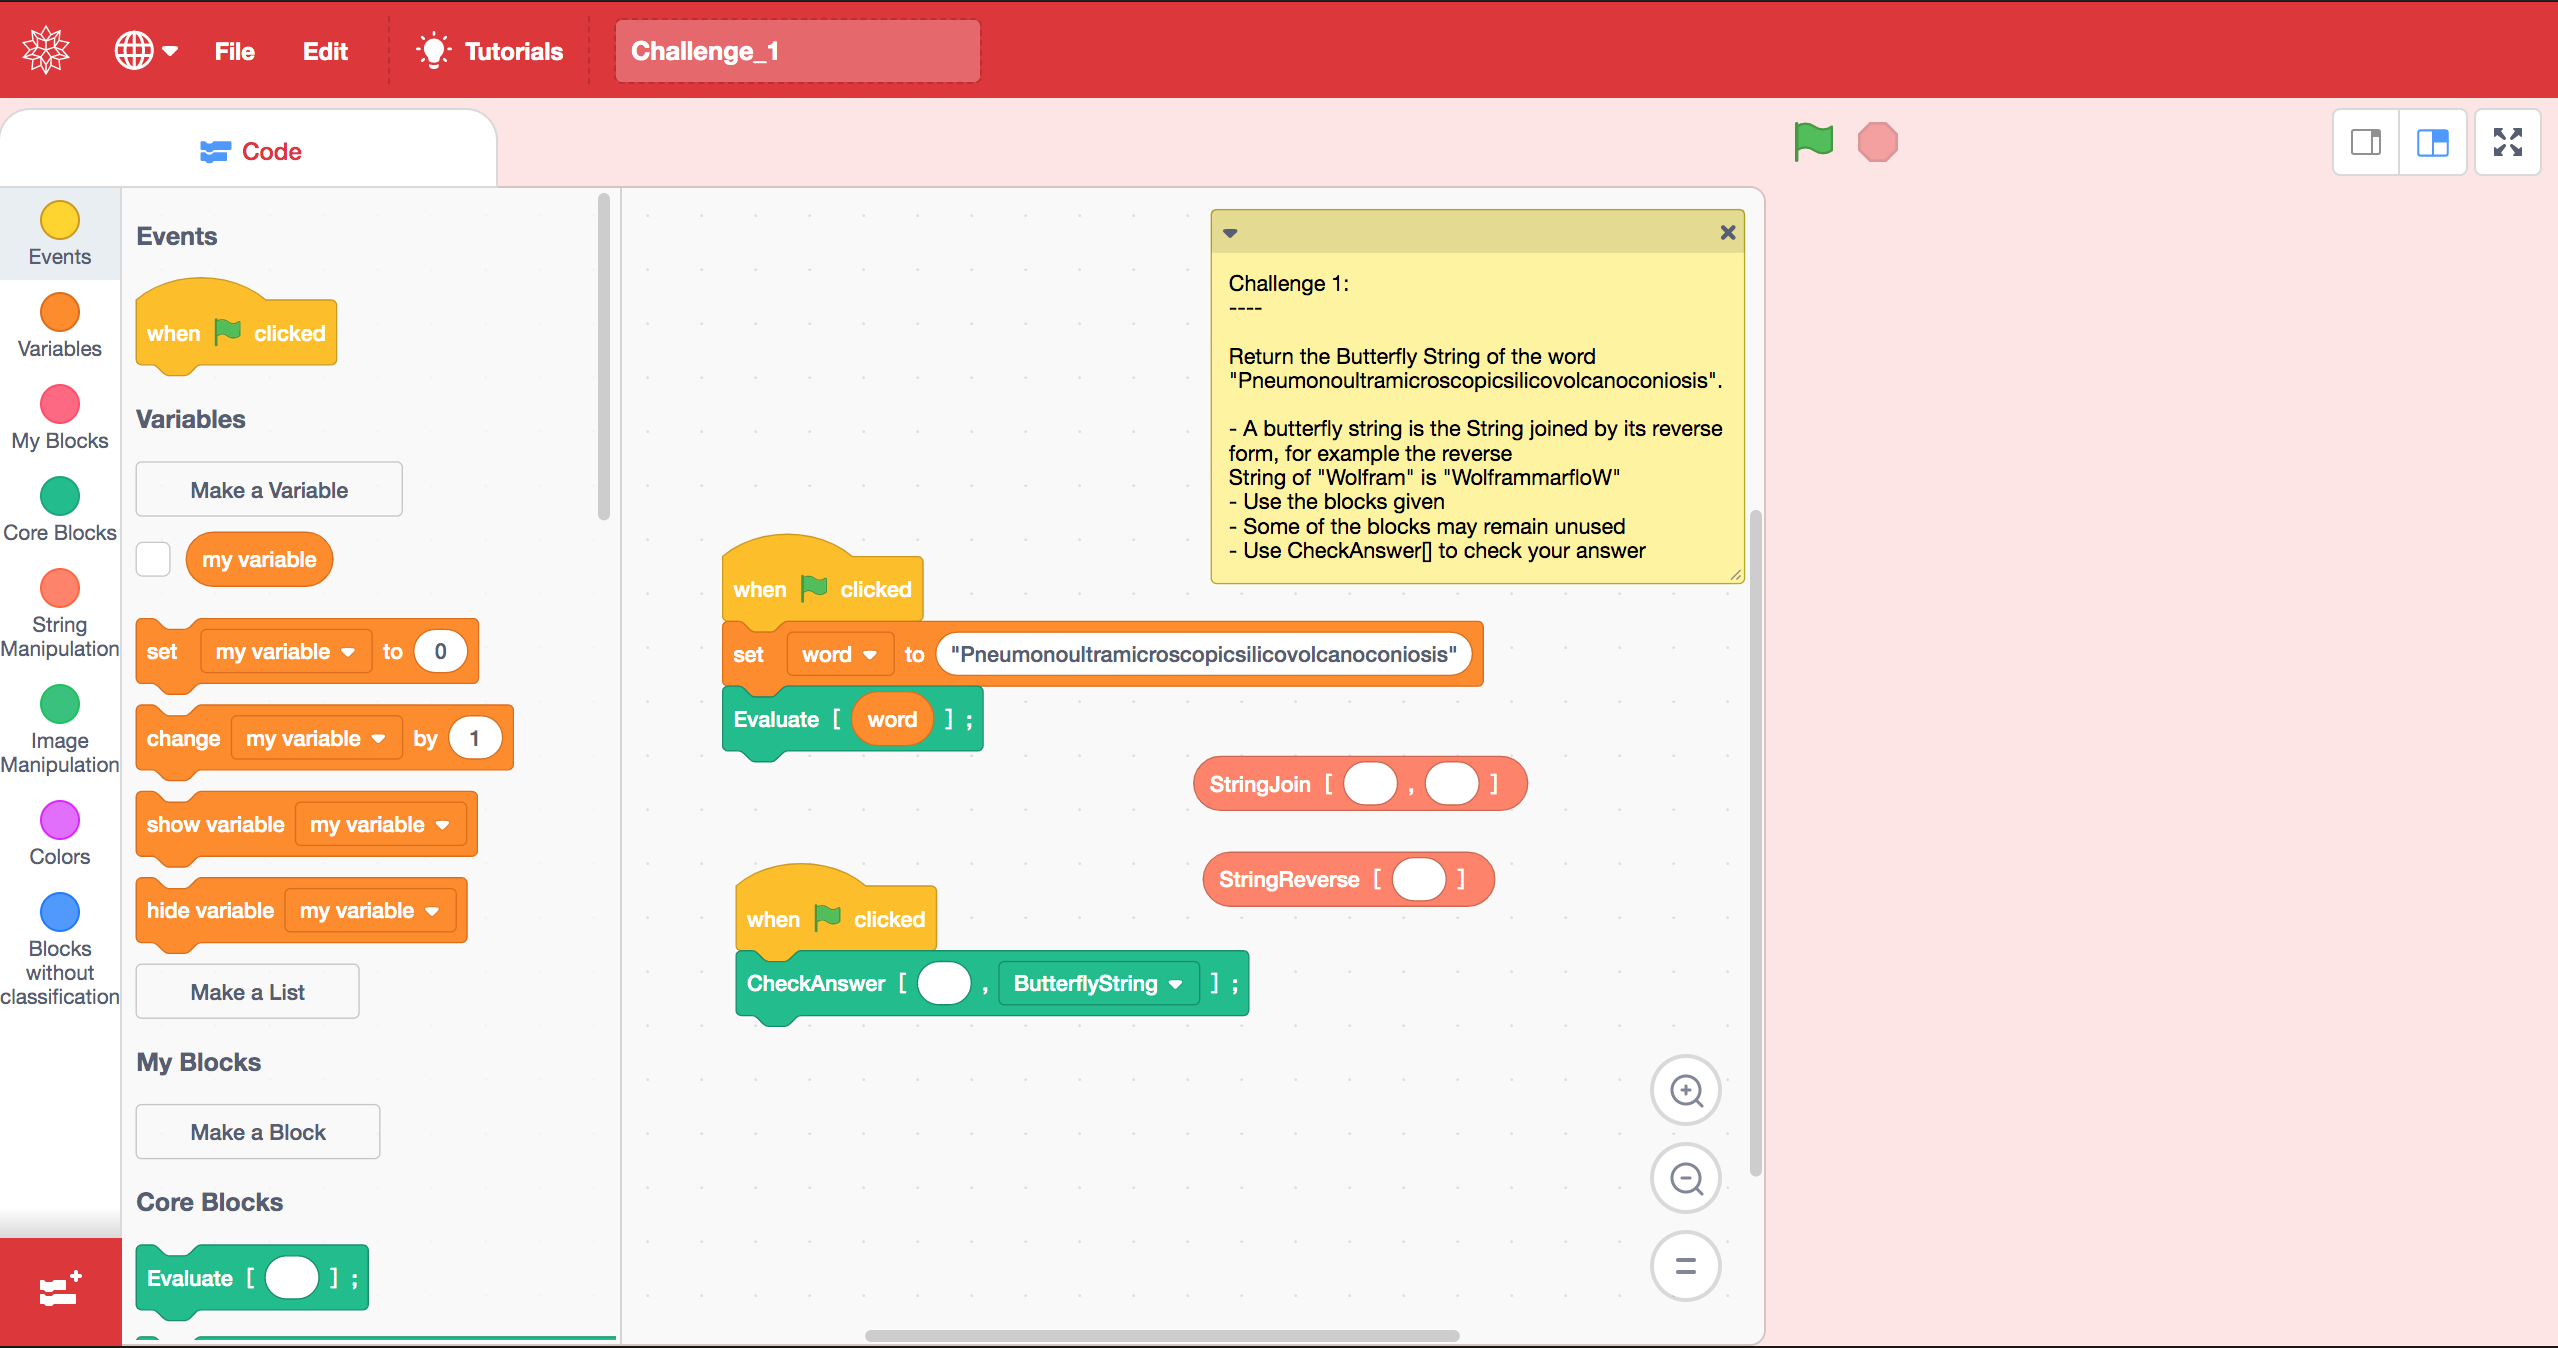 File Edit Tutorials Challenge_1
Code
Events
Variables
My Blocks
Core Blocks
String
Manipulation
Image
Manipulation
Colors
Blocks
without
classification
Events
when clicked
Variables
Make a Variable
my variable
set my variable to 0
change my variable by 1
show variable my variable
hide variable my variable
Make a List
My Blocks
Make a Block
Core Blocks
Evaluate [ ] ;
Challenge 1:
----
Return the Butterfly String of the word
"Pneumonoultramicroscopicsilicovolcanoconiosis".
- A butterfly string is the String joined by its reverse
form, for example the reverse
String of "Wolfram" is "WolframmarfloW"
- Use the blocks given
- Some of the blocks may remain unused
- Use CheckAnswer[] to check your answer
when clicked
set word to "Pneumonoultramicroscopicsilicovolcanoconiosis"
Evaluate [ word ] ;
StringJoin [ , ]
StringReverse [ ]
when clicked
CheckAnswer [ , ButterflyString ] ;